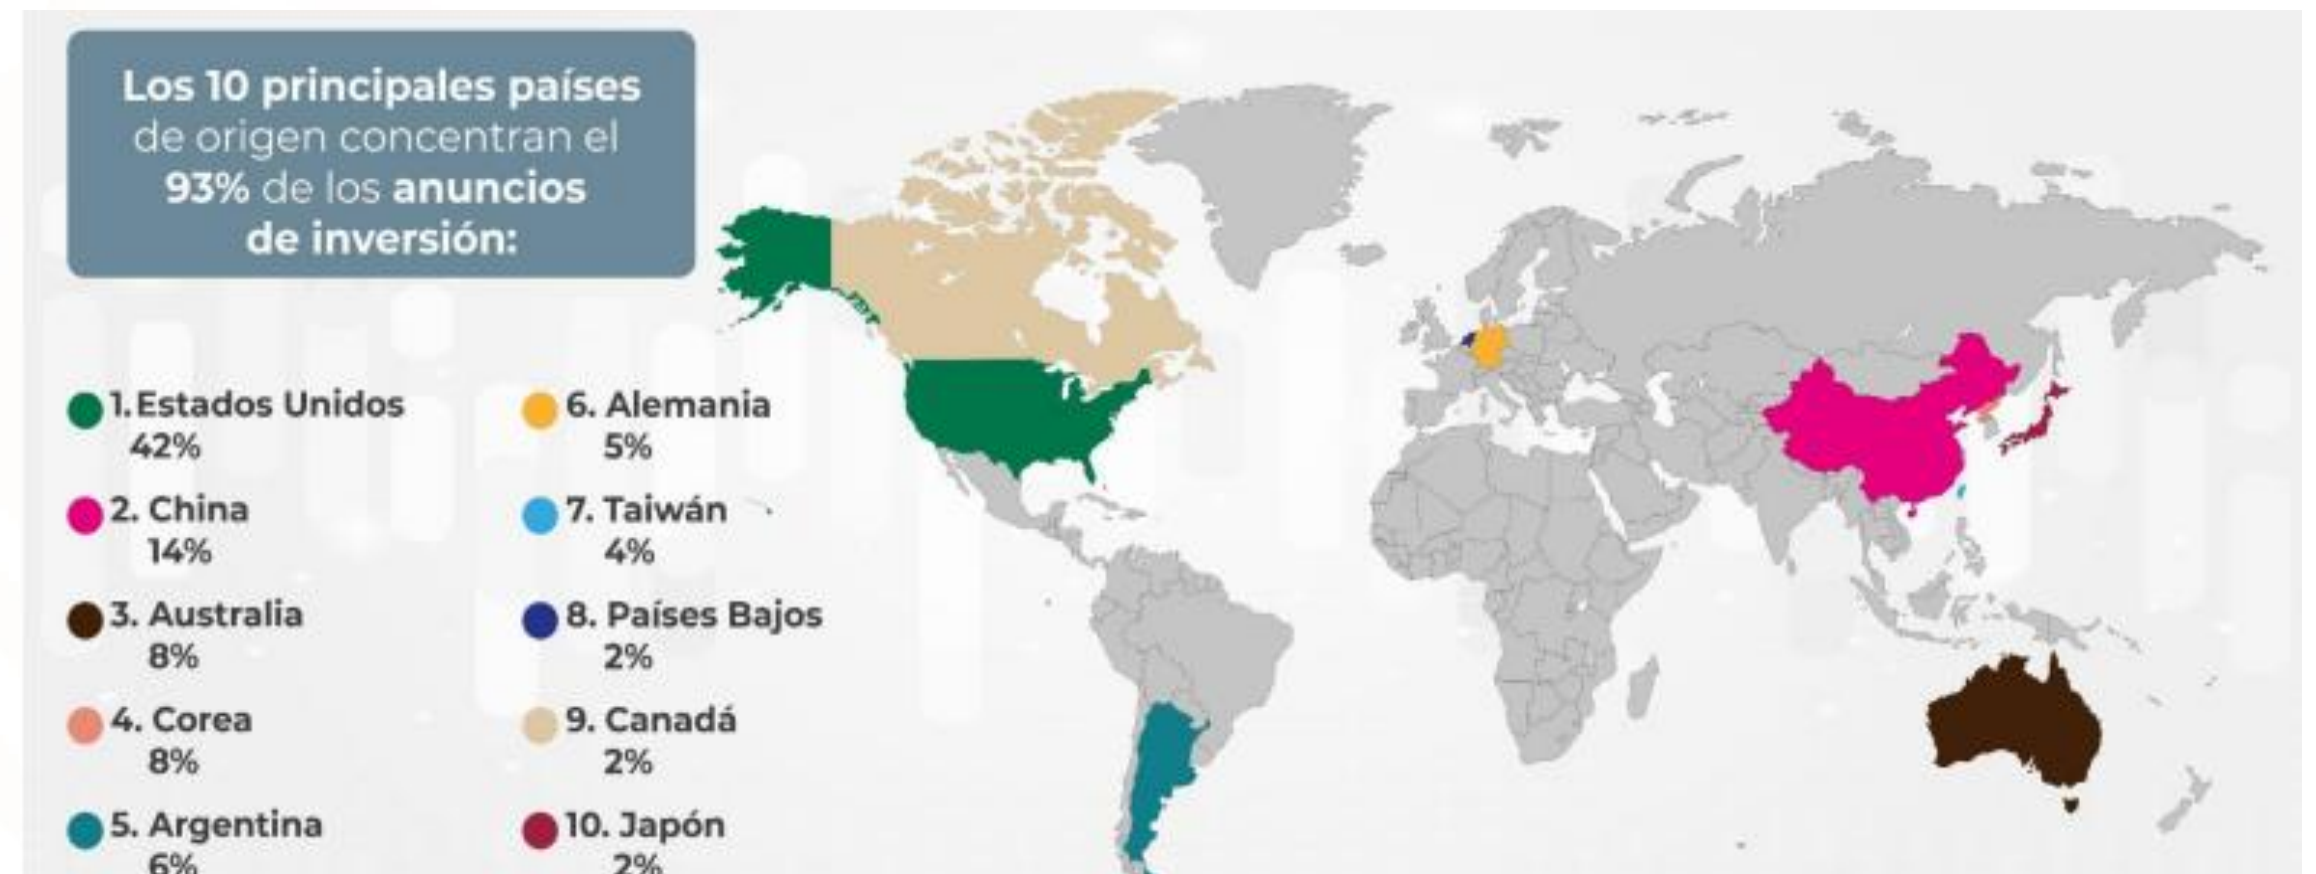 Los 10 principales países
de origen concentran el
93% de los anuncios
de inversión:
1. Estados Unidos
42%
2. China
14%
3. Australia
8%
4. Corea
8%
5. Argentina
6%
6. Alemania
5%
7. Taiwán
4%
8. Países Bajos
2%
9. Canadá
2%
10. Japón
2%